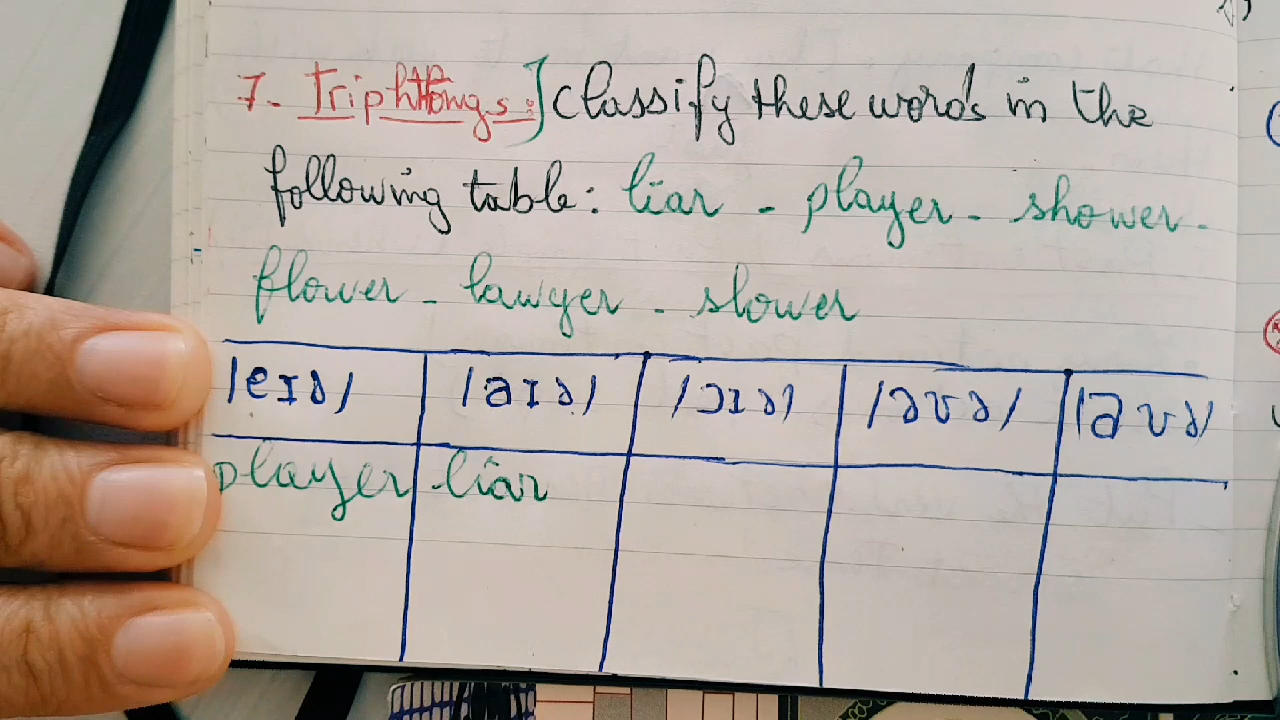 7. Triphthongs:] classify these words in the
following table: liar - player - shower -
flower - lawyer - slower
/eɪə/ /aɪə/ /ɔɪə/ /əʊə/ /aʊə/
player liar